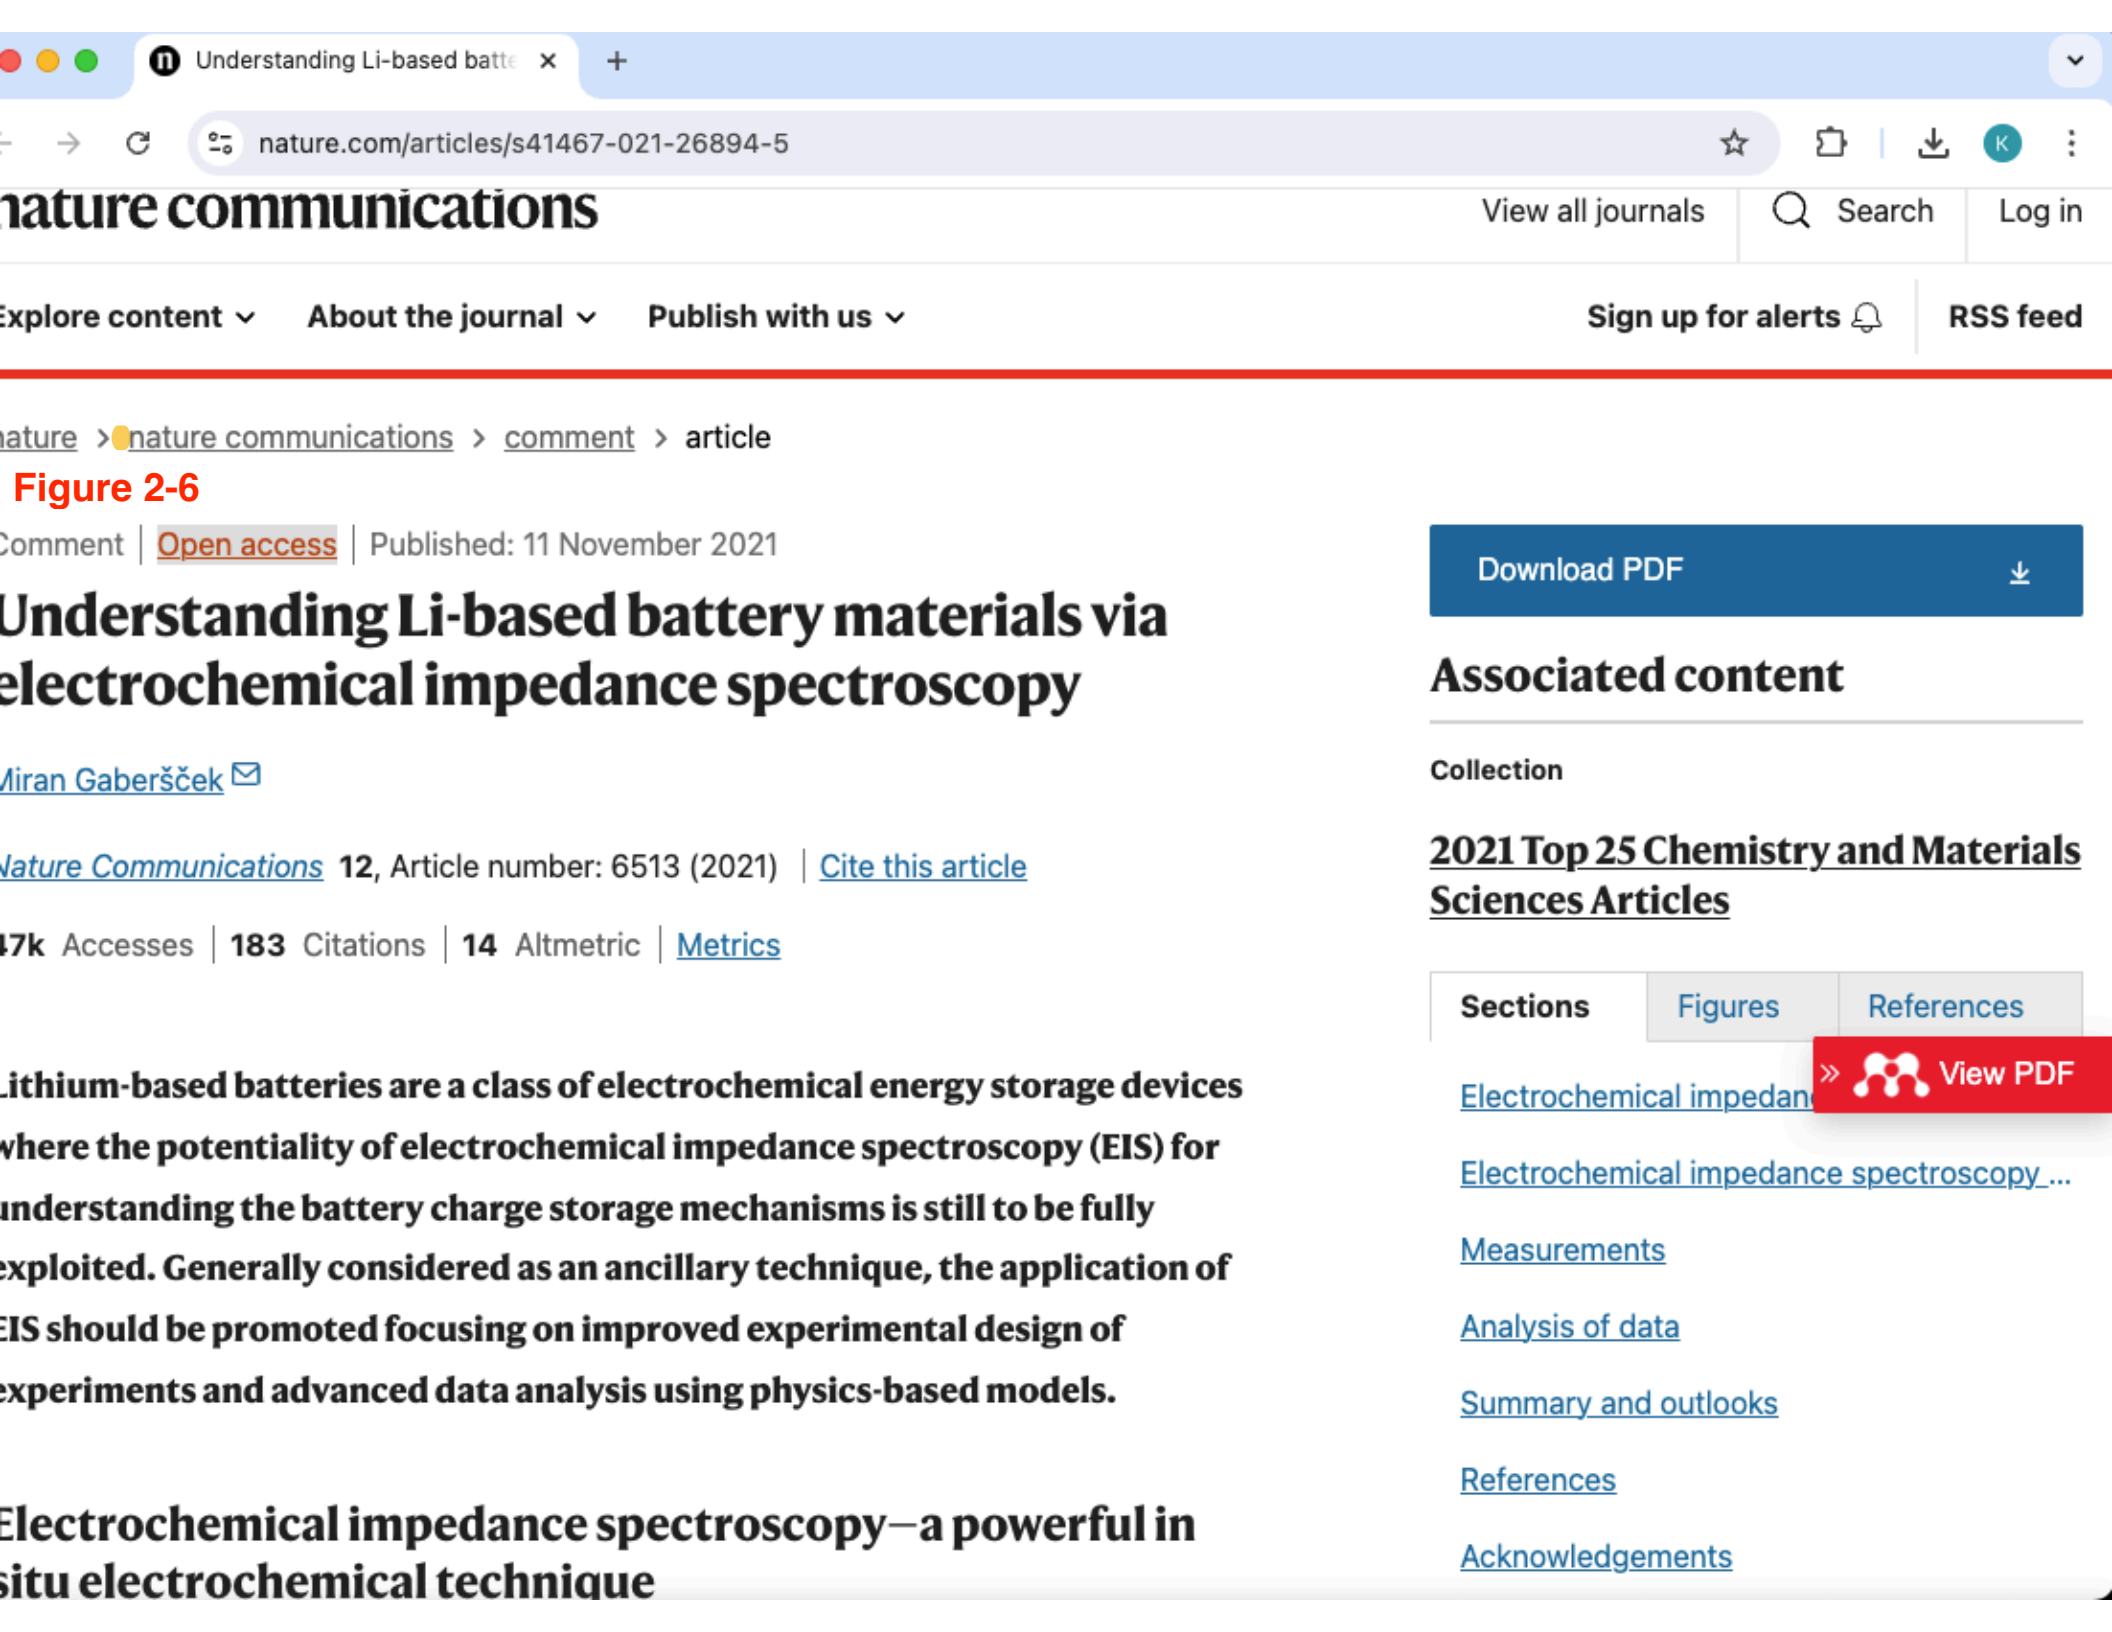 Understanding Li-based batte
nature.com/articles/s41467-021-26894-5
K
nature communications
View all journals
Search
Log in
Explore content
About the journal
Publish with us
Sign up for alerts
RSS feed
nature > nature communications > comment > article
Figure 2-6
Comment | Open access | Published: 11 November 2021
Understanding Li-based battery materials via
electrochemical impedance spectroscopy
Miran Gaberšček
Nature Communications 12, Article number: 6513 (2021) | Cite this article
47k Accesses | 183 Citations | 14 Altmetric | Metrics
Lithium-based batteries are a class of electrochemical energy storage devices
where the potentiality of electrochemical impedance spectroscopy (EIS) for
understanding the battery charge storage mechanisms is still to be fully
exploited. Generally considered as an ancillary technique, the application of
EIS should be promoted focusing on improved experimental design of
experiments and advanced data analysis using physics-based models.
Electrochemical impedance spectroscopy—a powerful in
situ electrochemical technique
Download PDF
Associated content
Collection
2021 Top 25 Chemistry and Materials
Sciences Articles
Sections
Figures
References
» View PDF
Electrochemical impedan
Electrochemical impedance spectroscopy ...
Measurements
Analysis of data
Summary and outlooks
References
Acknowledgements